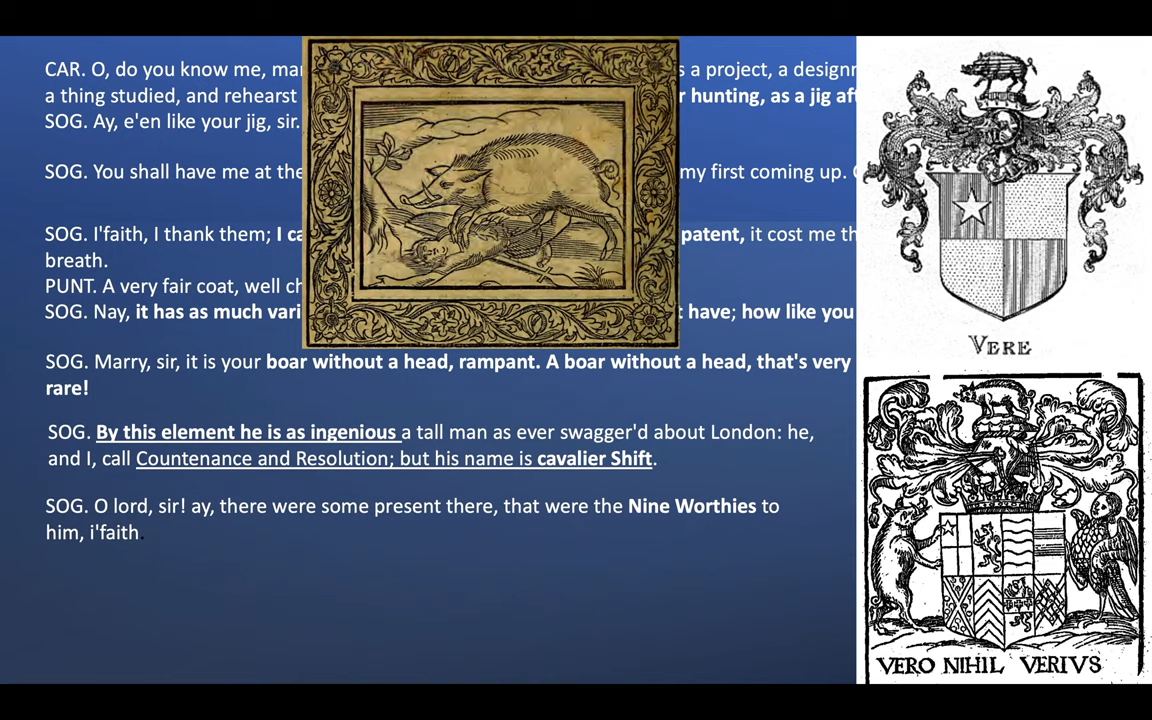 CAR. O, do you know me, man
s a project, a designm
a thing studied, and rehearst
r hunting, as a jig aft
SOG. Ay, e'en like your jig, sir.
SOG. You shall have me at the
my first coming up.
SOG. I'faith, I thank them; I ca
patent, it cost me th
breath.
PUNT. A very fair coat, well ch
SOG. Nay, it has as much vari
t have; how like you
SOG. Marry, sir, it is your boar without a head, rampant. A boar without a head, that's very
rare!
SOG. By this element he is as ingenious a tall man as ever swagger'd about London: he,
and I, call Countenance and Resolution; but his name is cavalier Shift.
SOG. O lord, sir! ay, there were some present there, that were the Nine Worthies to
him, i'faith.
VERE
VERO NIHIL VERIVS